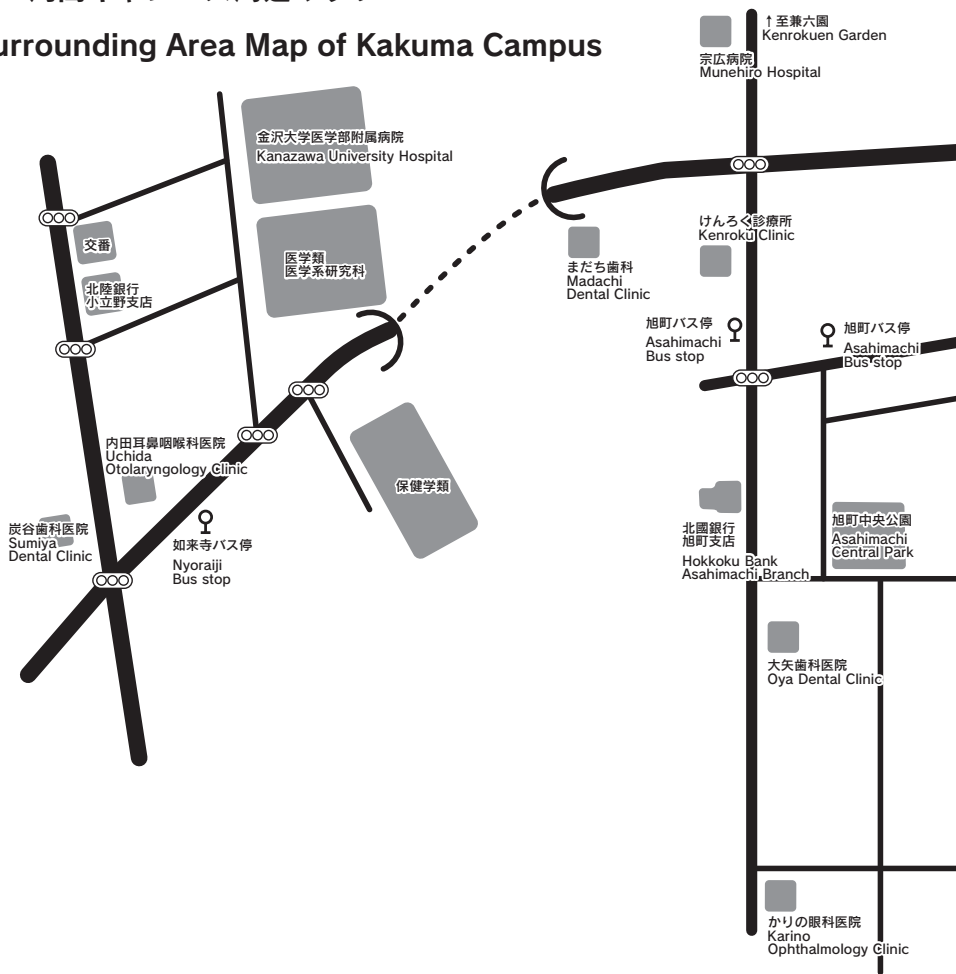 urrounding Area Map of Kakuma Campus
↑至兼六園
Kenrokuen Garden
宗広病院
Munehiro Hospital
金沢大学医学部附属病院
Kanazawa University Hospital
けんろく診療所
Kenroku Clinic
交番
医学類
医学系研究科
まだち歯科
Madachi
Dental Clinic
北陸銀行
小立野支店
旭町バス停
Asahimachi
Bus stop
旭町バス停
Asahimachi
Bus stop
内田耳鼻咽喉科医院
Uchida
Otolaryngology Clinic
保健学類
炭谷歯科医院
Sumiya
Dental Clinic
如来寺バス停
Nyoraiji
Bus stop
北國銀行
旭町支店
Hokkoku Bank
Asahimachi Branch
旭町中央公園
Asahimachi
Central Park
大矢歯科医院
Oya Dental Clinic
かりの眼科医院
Karino
Ophthalmology Clinic